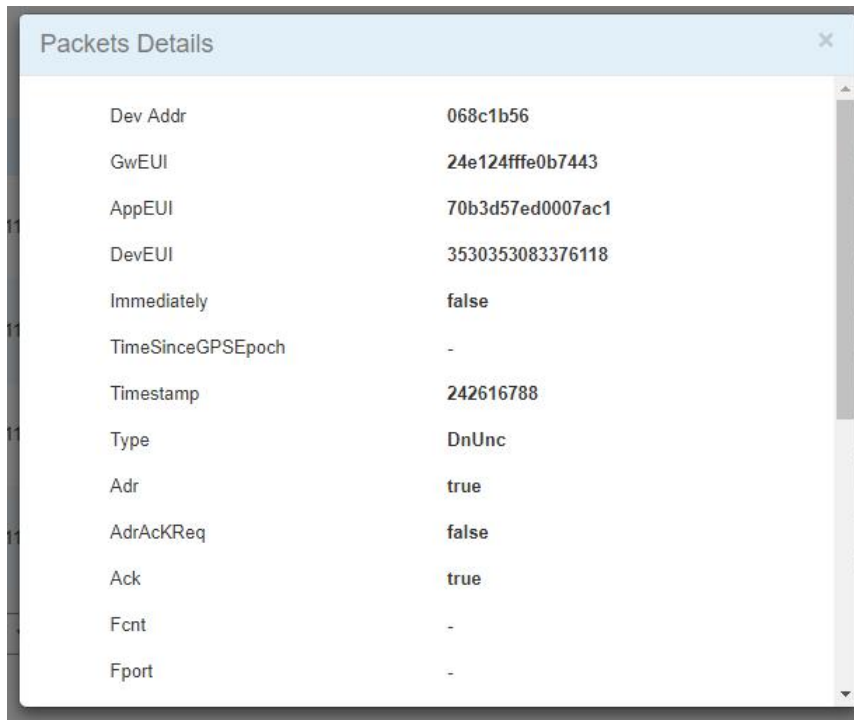 Packets Details ×
Dev Addr 068c1b56
GwEUI 24e124fffe0b7443
AppEUI 70b3d57ed0007ac1
DevEUI 3530353083376118
Immediately false
TimeSinceGPSEpoch -
Timestamp 242616788
Type DnUnc
Adr true
AdrAcKReq false
Ack true
Fcnt -
Fport -